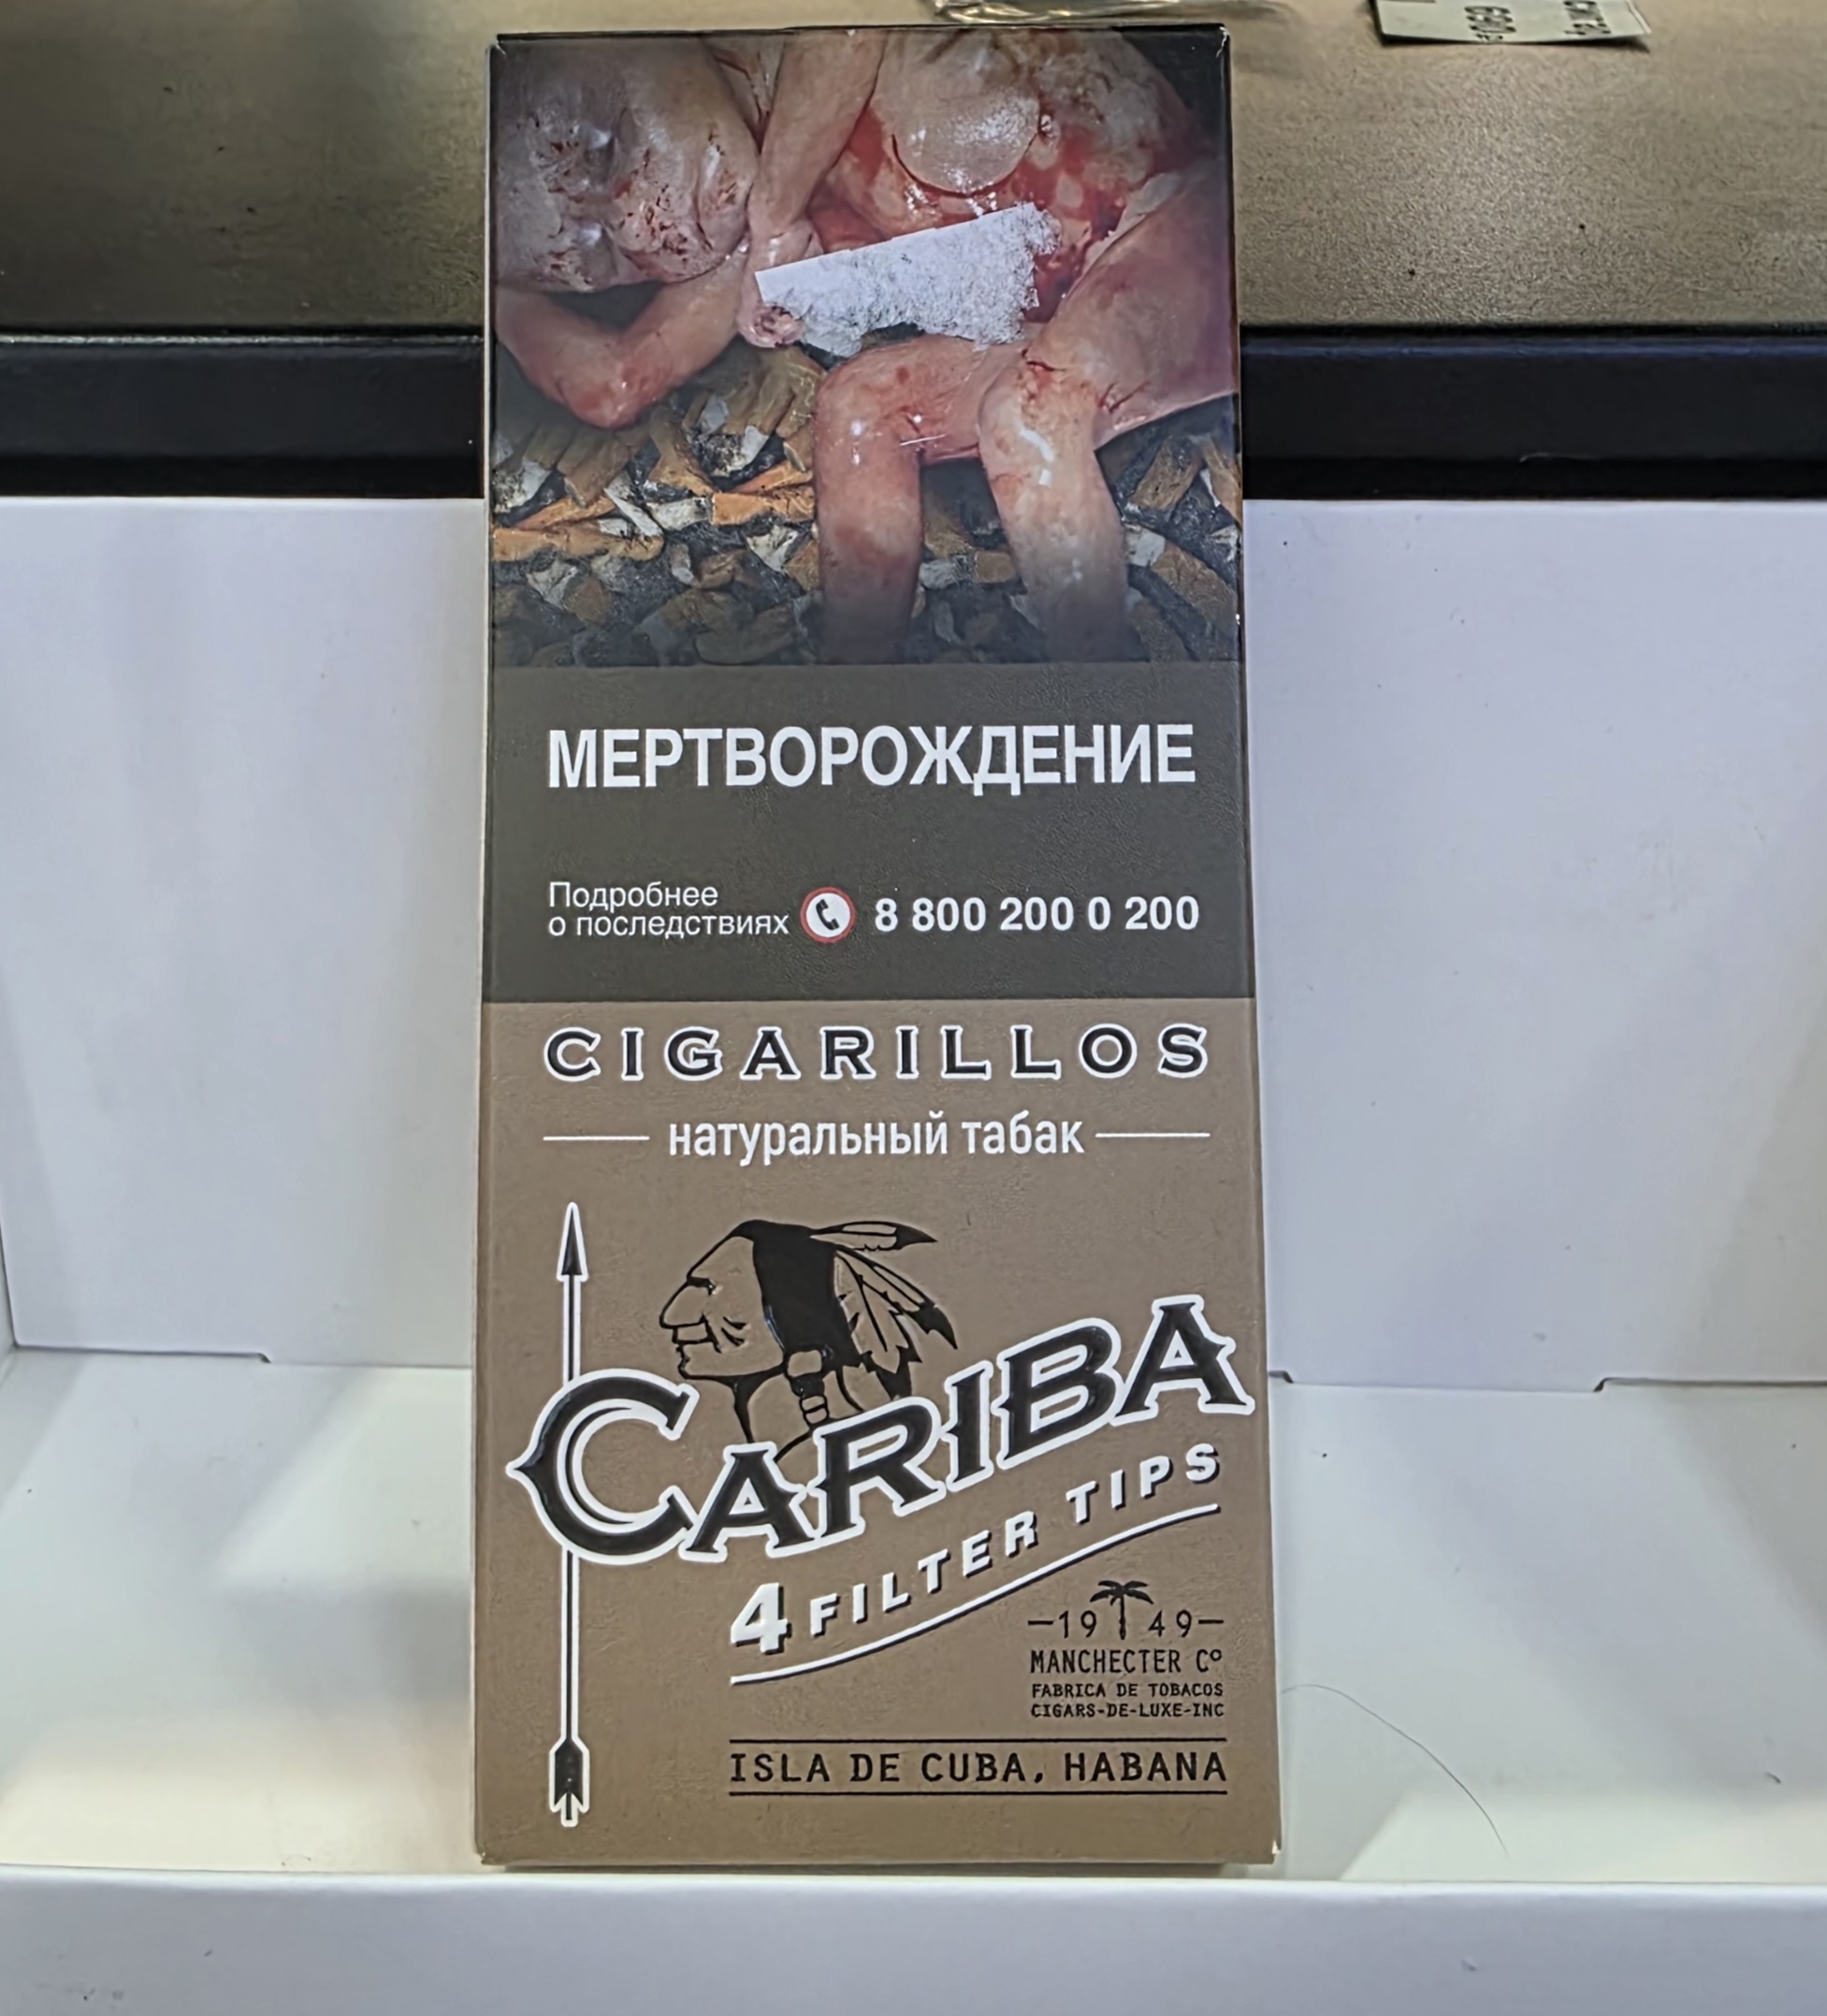 МЕРТВОРОЖДЕНИЕ
Подробнее
о последствиях 8 800 200 0 200
CIGARILLOS
натуральный табак
CARIBA
4 FILTER TIPS
-19 49-
MANCHECTER Cº
FABRICA DE TOBACOS
CIGARS-DE-LUXE-INC
ISLA DE CUBA, HABANA